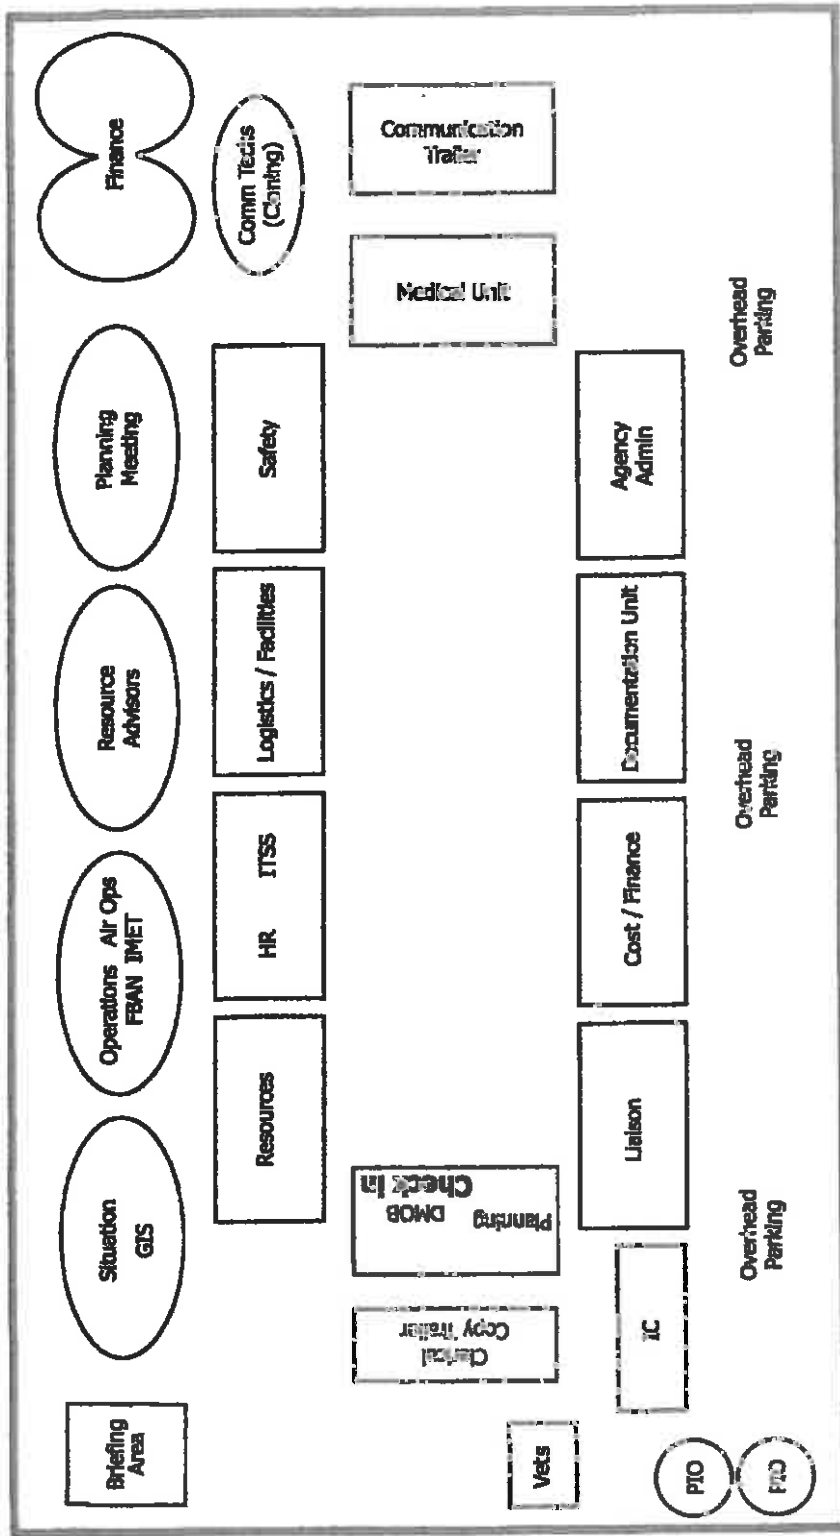 Finance
Comm Techs
(Cloning)
Communication
Trailer
Medical Unit
Planning
Meeting
Safety
Agency
Admin
Overhead
Parking
Resource
Advisors
Logistics / Facilities
Documentation Unit
Operations Air Ops
FBAN IMET
HR ITSS
Cost / Finance
Overhead
Parking
Situation
GIS
Resources
Check in
DMOB
Planning
Liaison
Overhead
Parking
Clerical
Copy Trailer
IC
Briefing
Area
Vets
PIO
PIO